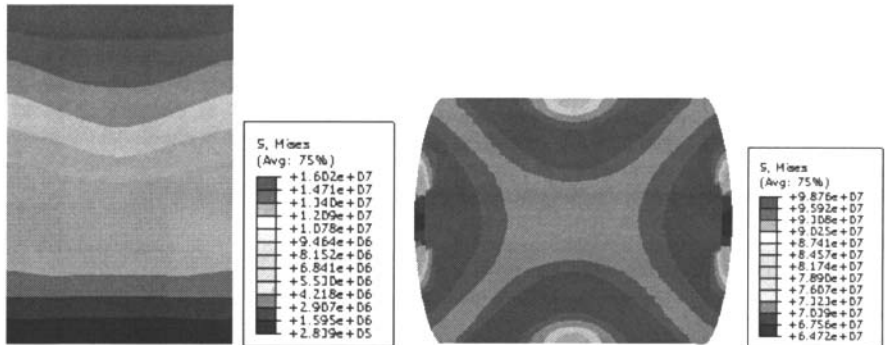 S, Mises
(Avg: 75%)
+1.602e+07
+1.471e+07
+1.340e+07
+1.209e+07
+1.078e+07
+9.464e+06
+8.152e+06
+6.841e+06
+5.530e+06
+4.218e+06
+2.907e+06
+1.595e+06
+2.839e+05
S, Mises
(Avg: 75%)
+9.876e+07
+9.592e+07
+9.308e+07
+9.025e+07
+8.741e+07
+8.457e+07
+8.174e+07
+7.890e+07
+7.607e+07
+7.323e+07
+7.039e+07
+6.756e+07
+6.472e+07